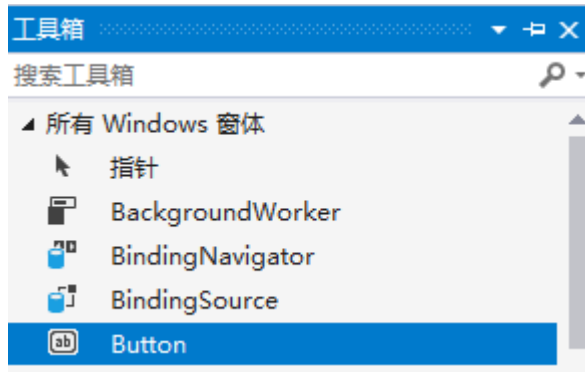 工具箱
搜索工具箱
所有 Windows 窗体
指针
BackgroundWorker
BindingNavigator
BindingSource
ab Button